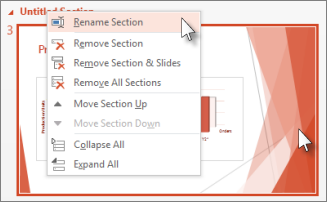 Untitled Section
3
Rename Section
Remove Section
Remove Section & Slides
Remove All Sections
Move Section Up
Move Section Down
Collapse All
Expand All
Orders